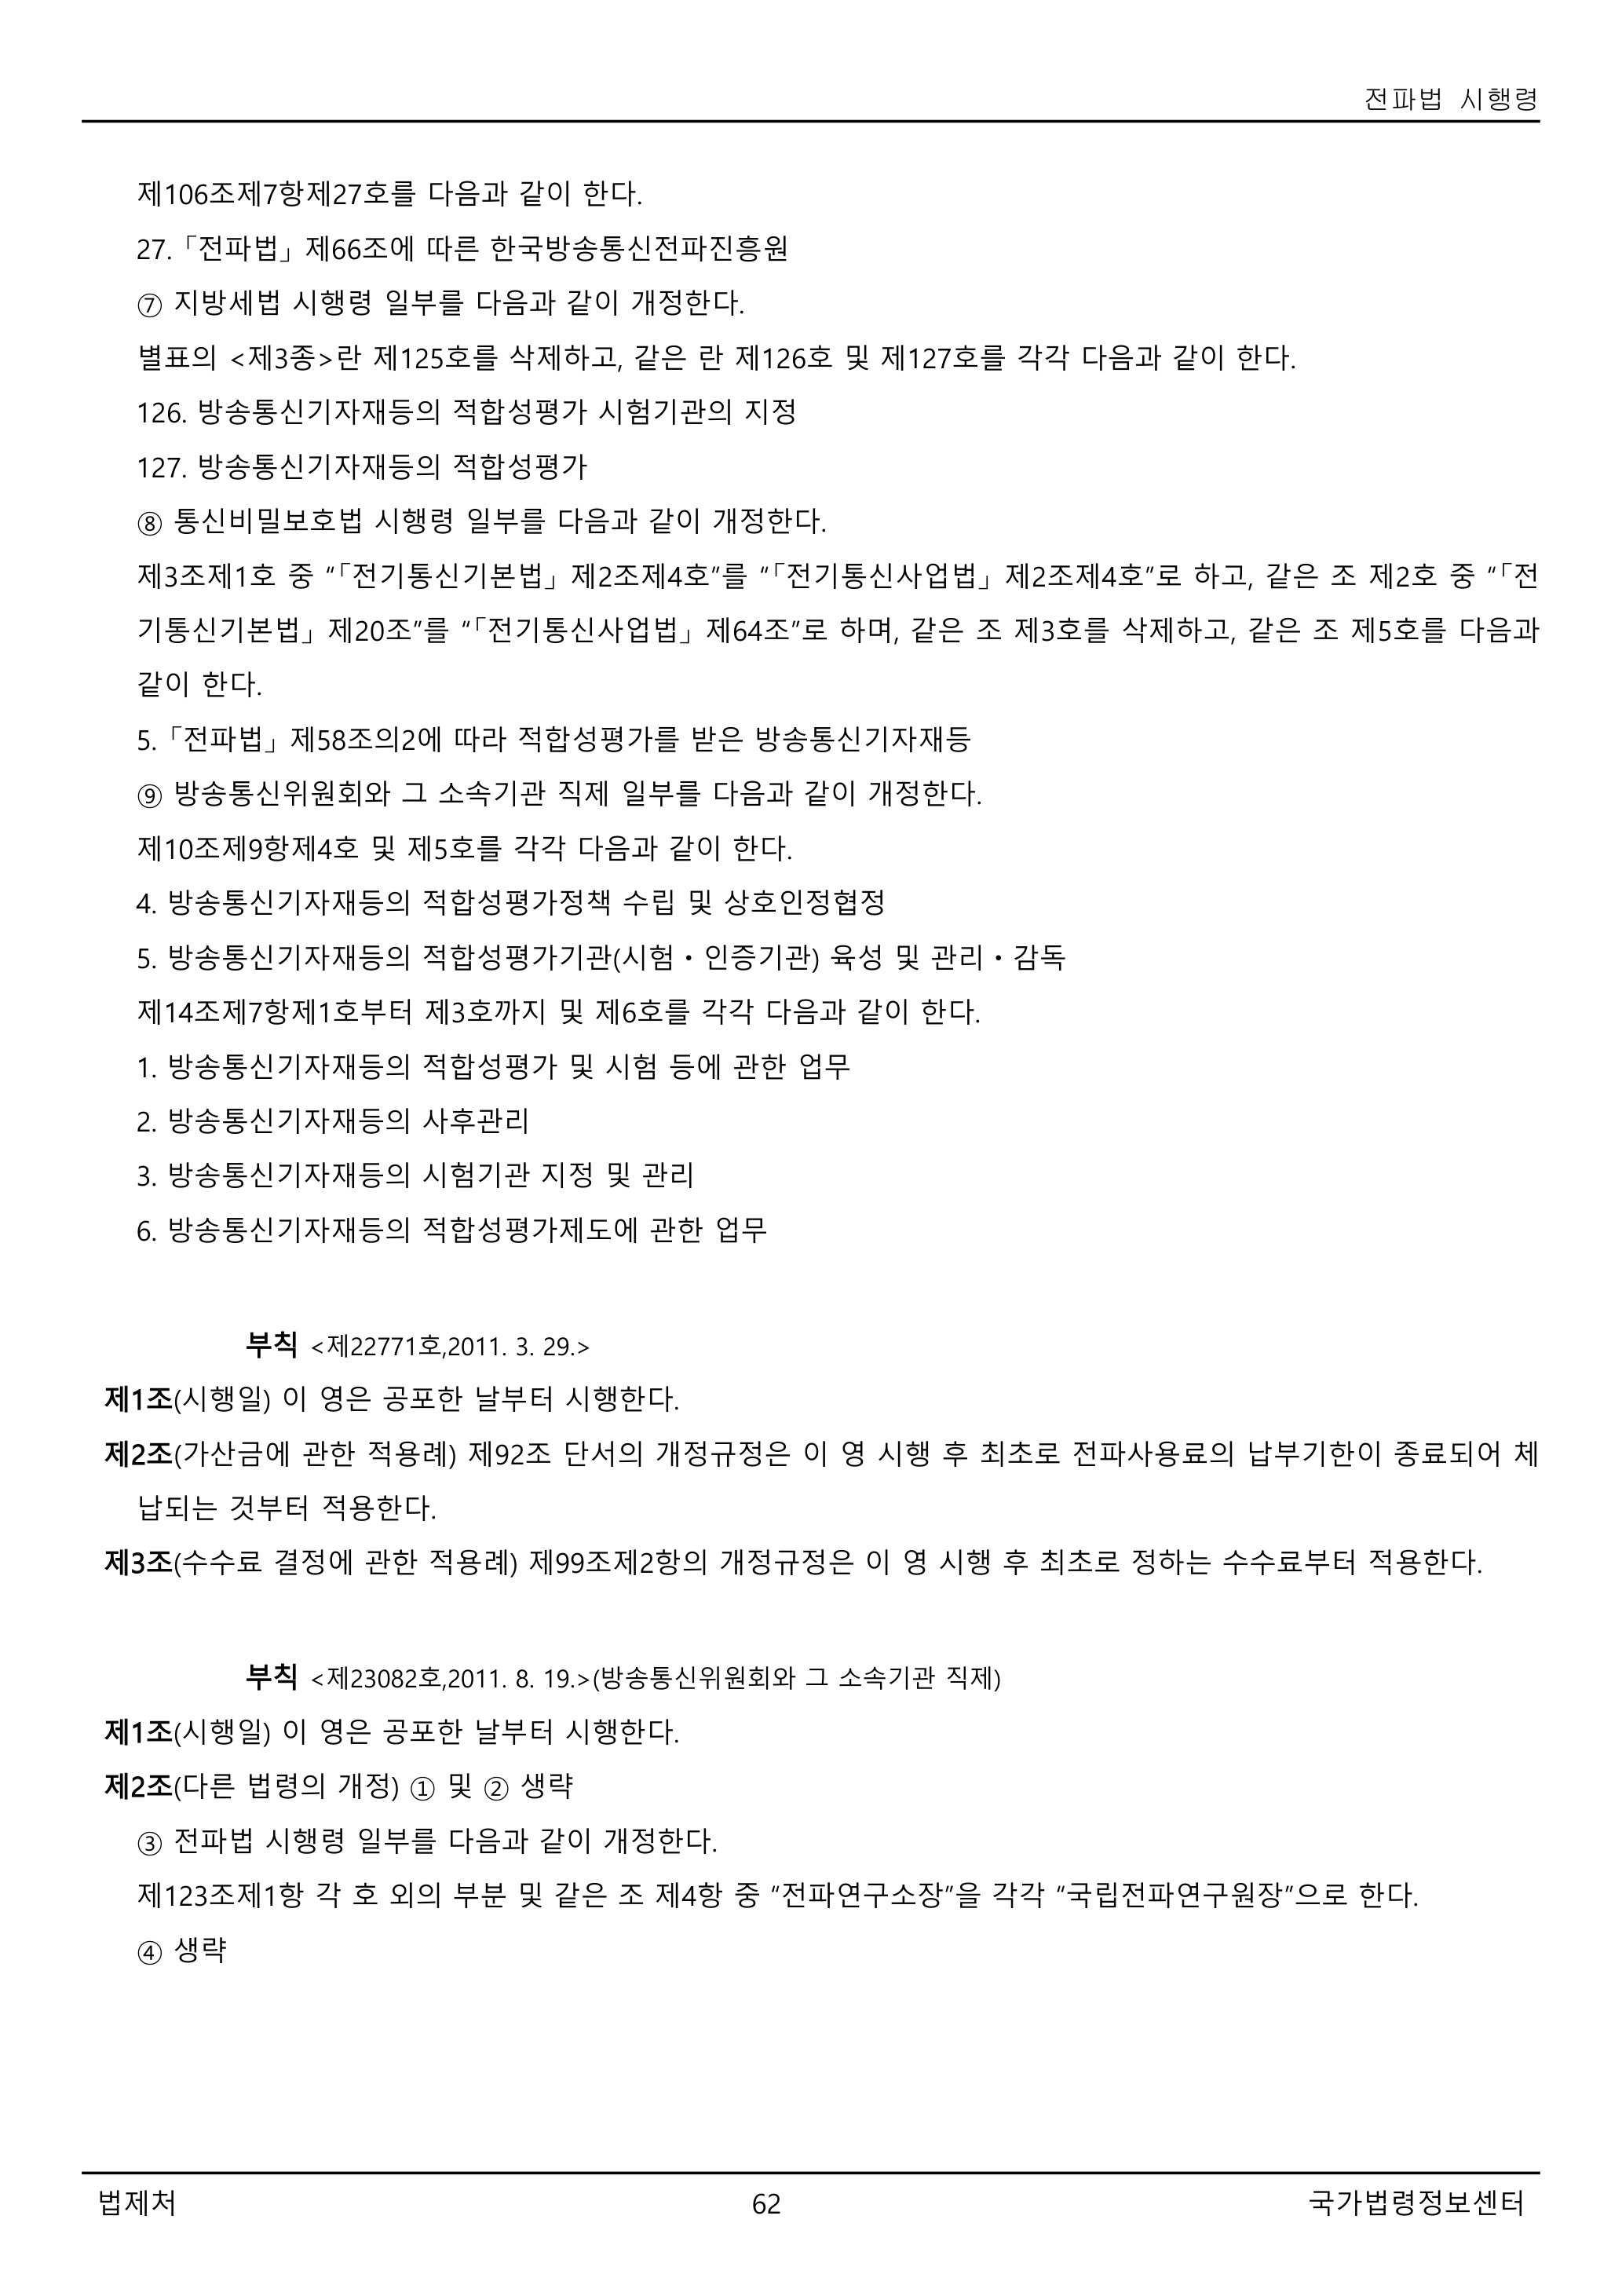 전파법 시행령
제106조제7항제27호를 다음과 같이 한다.
27.「전파법」제66조에 따른 한국방송통신전파진흥원
⑦ 지방세법 시행령 일부를 다음과 같이 개정한다.
별표의 <제3종>란 제125호를 삭제하고, 같은 란 제126호 및 제127호를 각각 다음과 같이 한다.
126. 방송통신기자재등의 적합성평가 시험기관의 지정
127. 방송통신기자재등의 적합성평가
⑧ 통신비밀보호법 시행령 일부를 다음과 같이 개정한다.
제3조제1호 중 “「전기통신기본법」제2조제4호”를 “「전기통신사업법」제2조제4호”로 하고, 같은 조 제2호 중 “「전
기통신기본법」제20조”를 “「전기통신사업법」제64조”로 하며, 같은 조 제3호를 삭제하고, 같은 조 제5호를 다음과
같이 한다.
5.「전파법」제58조의2에 따라 적합성평가를 받은 방송통신기자재등
⑨ 방송통신위원회와 그 소속기관 직제 일부를 다음과 같이 개정한다.
제10조제9항제4호 및 제5호를 각각 다음과 같이 한다.
4. 방송통신기자재등의 적합성평가정책 수립 및 상호인정협정
5. 방송통신기자재등의 적합성평가기관(시험ㆍ인증기관) 육성 및 관리ㆍ감독
제14조제7항제1호부터 제3호까지 및 제6호를 각각 다음과 같이 한다.
1. 방송통신기자재등의 적합성평가 및 시험 등에 관한 업무
2. 방송통신기자재등의 사후관리
3. 방송통신기자재등의 시험기관 지정 및 관리
6. 방송통신기자재등의 적합성평가제도에 관한 업무
부칙 <제22771호,2011. 3. 29.>
제1조(시행일) 이 영은 공포한 날부터 시행한다.
제2조(가산금에 관한 적용례) 제92조 단서의 개정규정은 이 영 시행 후 최초로 전파사용료의 납부기한이 종료되어 체
납되는 것부터 적용한다.
제3조(수수료 결정에 관한 적용례) 제99조제2항의 개정규정은 이 영 시행 후 최초로 정하는 수수료부터 적용한다.
부칙 <제23082호,2011. 8. 19.>(방송통신위원회와 그 소속기관 직제)
제1조(시행일) 이 영은 공포한 날부터 시행한다.
제2조(다른 법령의 개정) ① 및 ② 생략
③ 전파법 시행령 일부를 다음과 같이 개정한다.
제123조제1항 각 호 외의 부분 및 같은 조 제4항 중 “전파연구소장”을 각각 “국립전파연구원장”으로 한다.
④ 생략
법제처 62 국가법령정보센터